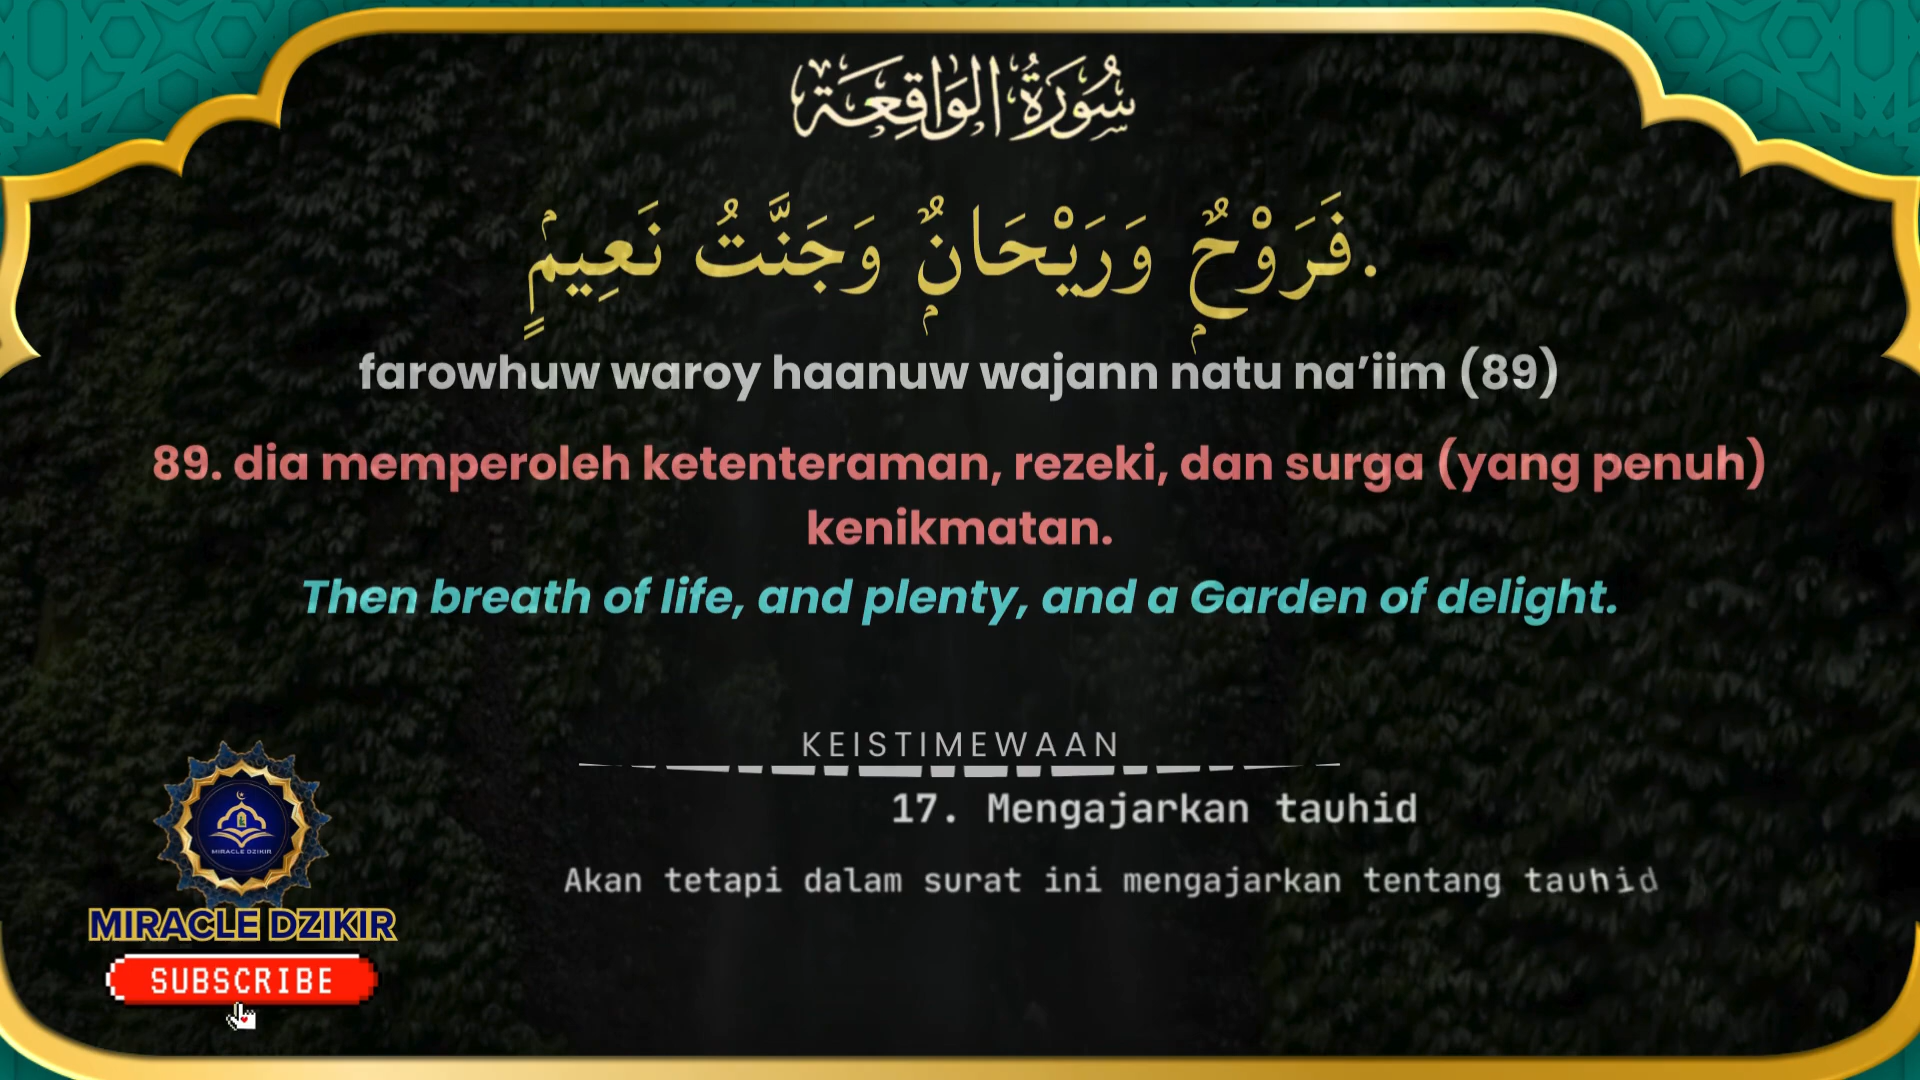 سُورَةُ الوَاقِعَة
فَرَوْحٌۭ وَرَيْحَانٌۭ وَجَنَّتُ نَعِيمٍۢ.
farowhuw waroy haanuw wajann natu na’iim (89)
89. dia memperoleh ketenteraman, rezeki, dan surga (yang penuh)
kenikmatan.
Then breath of life, and plenty, and a Garden of delight.
KEISTIMEWAAN
17. Mengajarkan tauhid
Akan tetapi dalam surat ini mengajarkan tentang tauhid
MIRACLE DZIKIR
MIRACLE DZIKIR
SUBSCRIBE